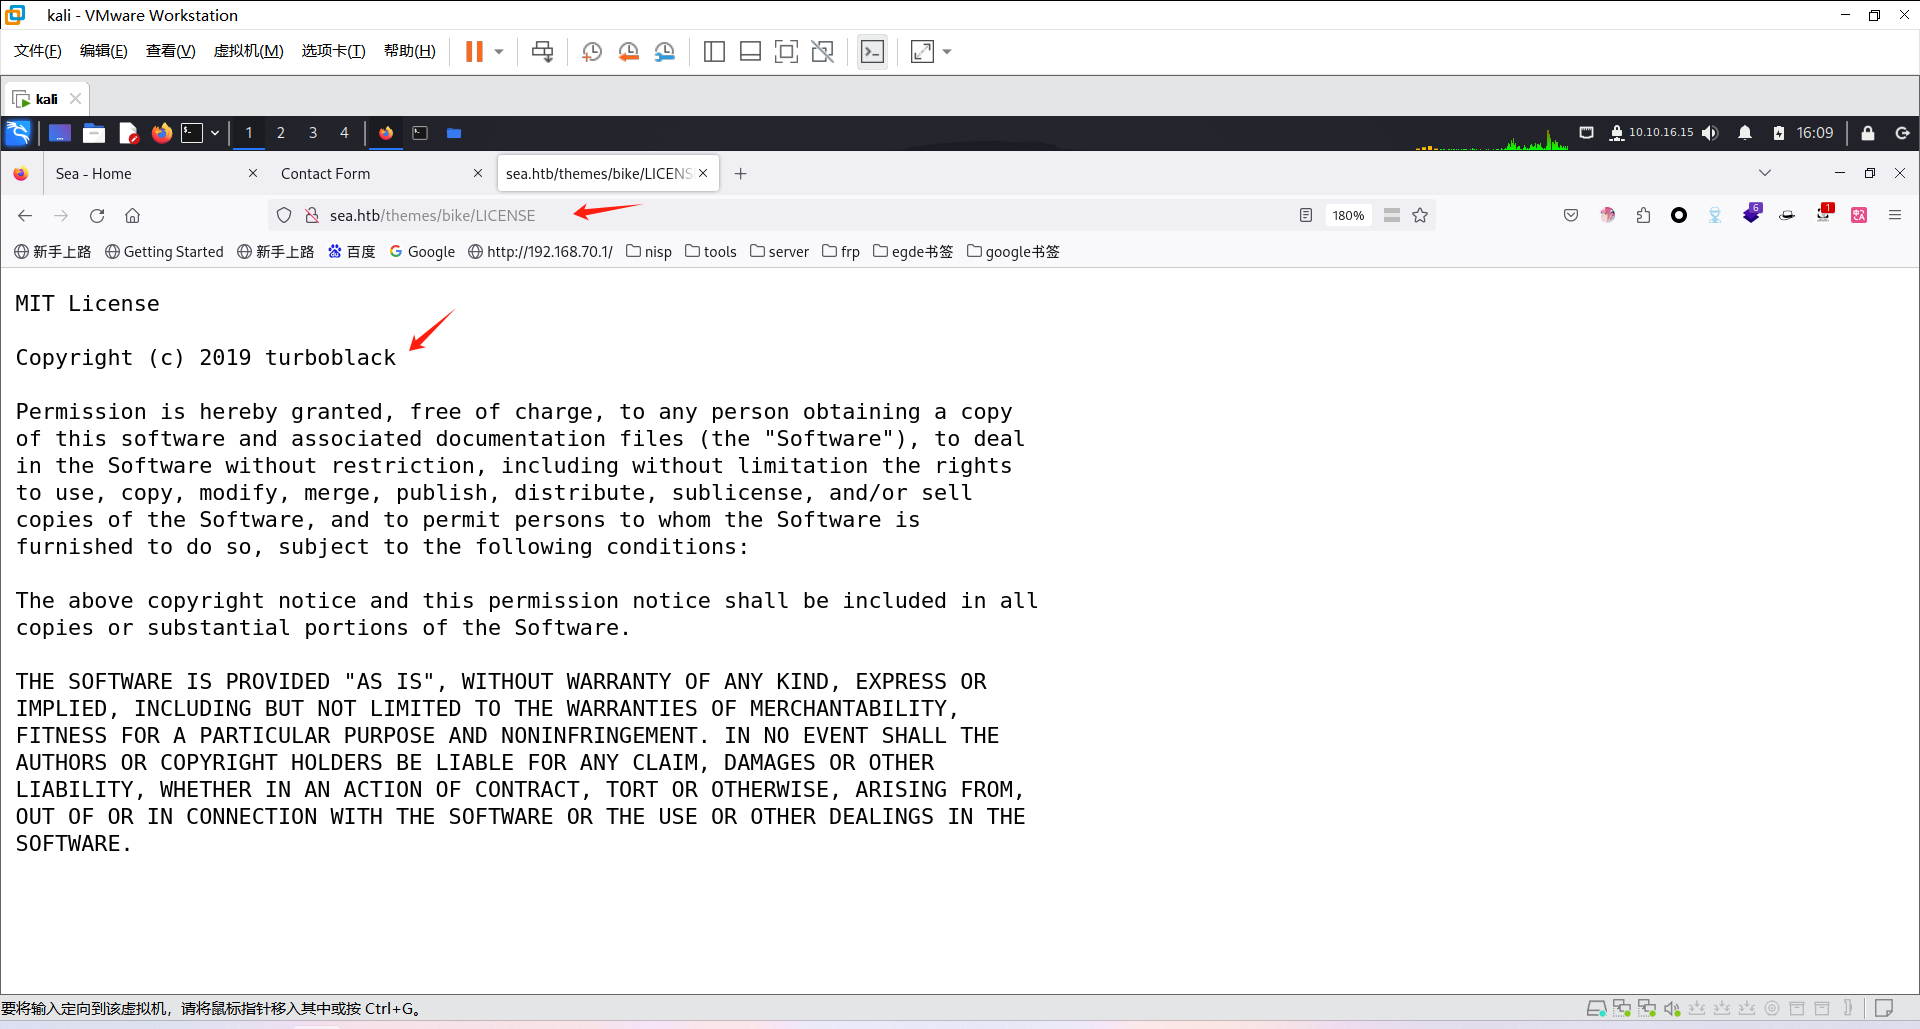 kali - VMware Workstation
文件(F) 编辑(E) 查看(V) 虚拟机(M) 选项卡(T) 帮助(H)
kali
1 2 3 4 10.10.16.15 16:09
Sea - Home Contact Form sea.htb/themes/bike/LICENS
sea.htb/themes/bike/LICENSE 180% 6 1
新手上路 Getting Started 新手上路 百度 Google http://192.168.70.1/ nisp tools server frp egde书签 google书签
MIT License
Copyright (c) 2019 turboblack
Permission is hereby granted, free of charge, to any person obtaining a copy
of this software and associated documentation files (the "Software"), to deal
in the Software without restriction, including without limitation the rights
to use, copy, modify, merge, publish, distribute, sublicense, and/or sell
copies of the Software, and to permit persons to whom the Software is
furnished to do so, subject to the following conditions:
The above copyright notice and this permission notice shall be included in all
copies or substantial portions of the Software.
THE SOFTWARE IS PROVIDED "AS IS", WITHOUT WARRANTY OF ANY KIND, EXPRESS OR
IMPLIED, INCLUDING BUT NOT LIMITED TO THE WARRANTIES OF MERCHANTABILITY,
FITNESS FOR A PARTICULAR PURPOSE AND NONINFRINGEMENT. IN NO EVENT SHALL THE
AUTHORS OR COPYRIGHT HOLDERS BE LIABLE FOR ANY CLAIM, DAMAGES OR OTHER
LIABILITY, WHETHER IN AN ACTION OF CONTRACT, TORT OR OTHERWISE, ARISING FROM,
OUT OF OR IN CONNECTION WITH THE SOFTWARE OR THE USE OR OTHER DEALINGS IN THE
SOFTWARE.
要将输入定向到该虚拟机，请将鼠标指针移入其中或按 Ctrl+G。